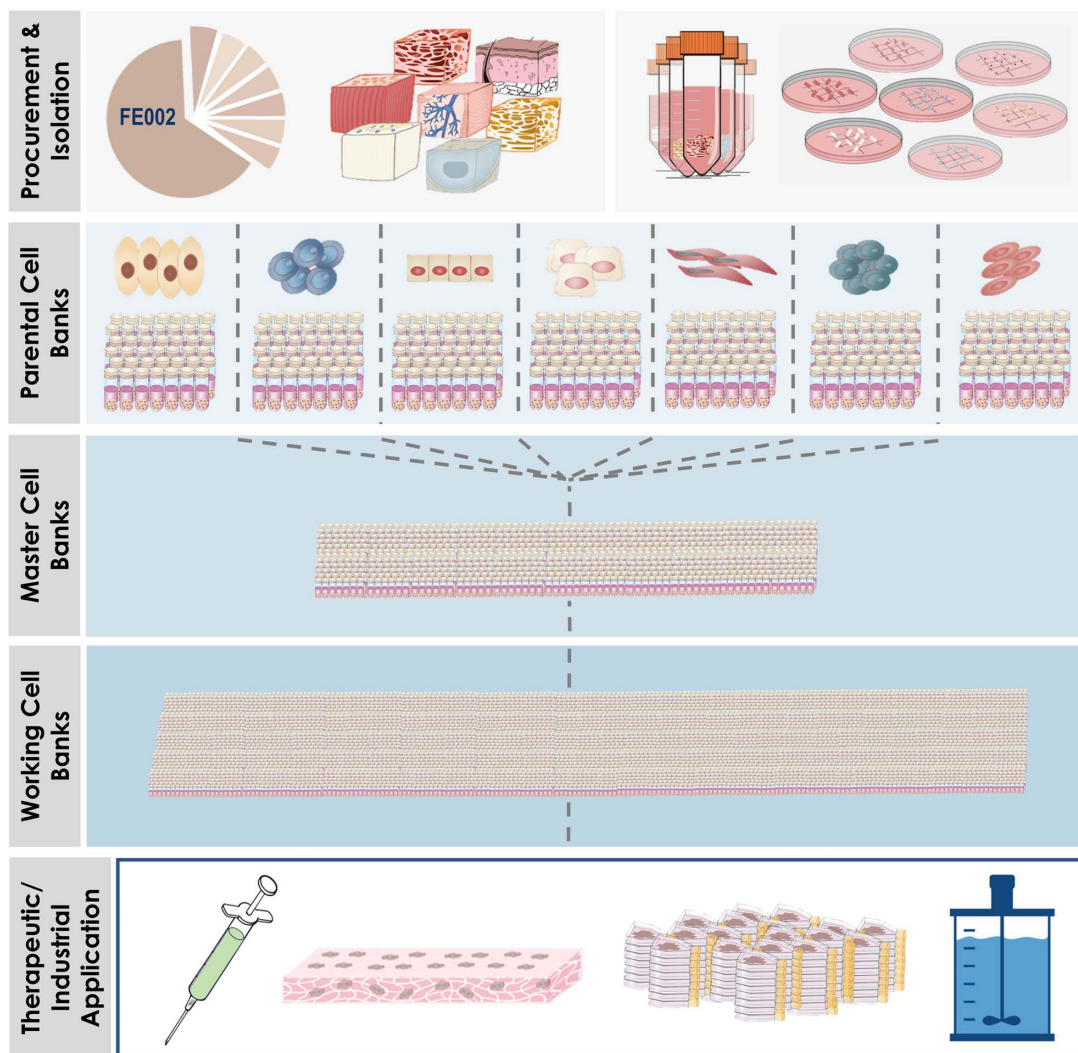 Procurement &
Isolation
FE002
Parental Cell
Banks
Master Cell
Banks
Working Cell
Banks
Therapeutic/
Industrial
Application